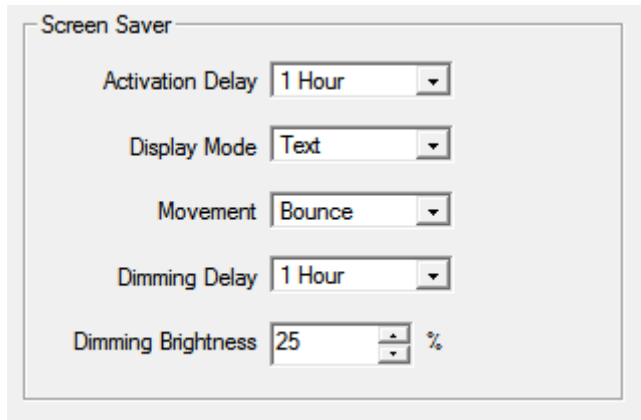 Screen Saver
Activation Delay 1 Hour
Display Mode Text
Movement Bounce
Dimming Delay 1 Hour
Dimming Brightness 25 %